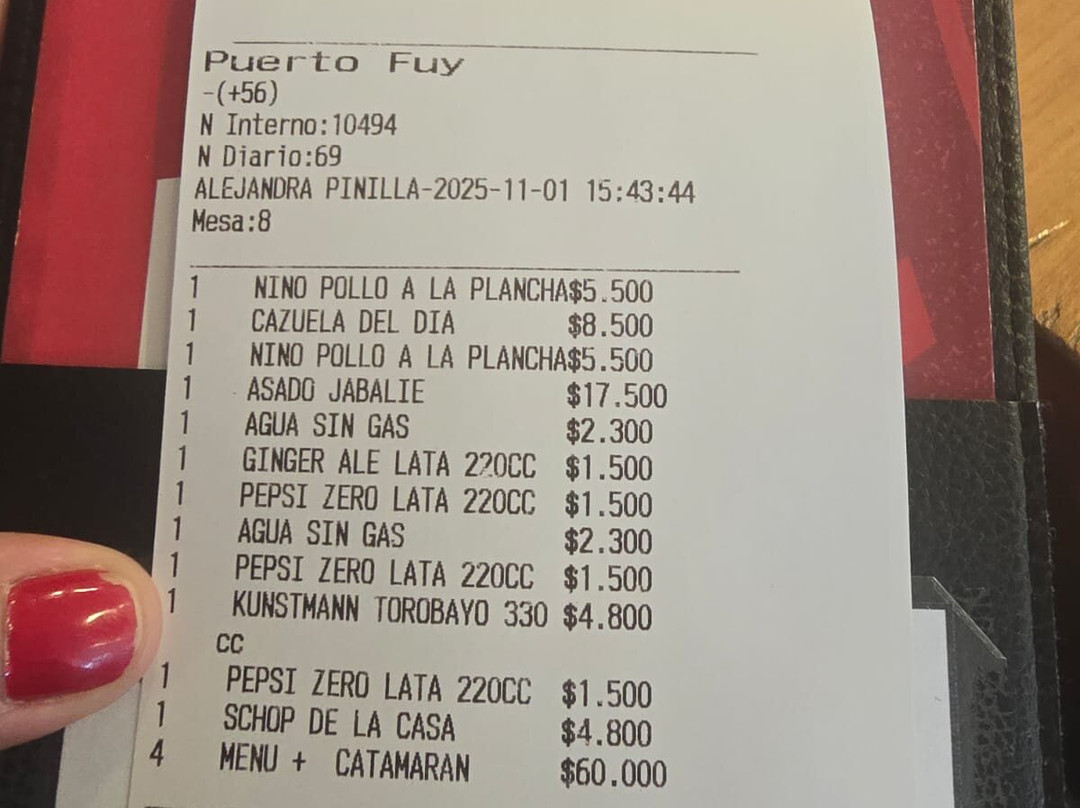 Puerto Fuy
-(+56)
N Interno:10494
N Diario:69
ALEJANDRA PINILLA-2025-11-01 15:43:44
Mesa:8
1 NINO POLLO A LA PLANCHA$5.500
1 CAZUELA DEL DIA $8.500
1 NINO POLLO A LA PLANCHA$5.500
1 ASADO JABALIE $17.500
1 AGUA SIN GAS $2.300
1 GINGER ALE LATA 220CC $1.500
1 PEPSI ZERO LATA 220CC $1.500
1 AGUA SIN GAS $2.300
1 PEPSI ZERO LATA 220CC $1.500
1 KUNSTMANN TOROBAYO 330 $4.800
CC
1 PEPSI ZERO LATA 220CC $1.500
1 SCHOP DE LA CASA $4.800
4 MENU + CATAMARAN $60.000